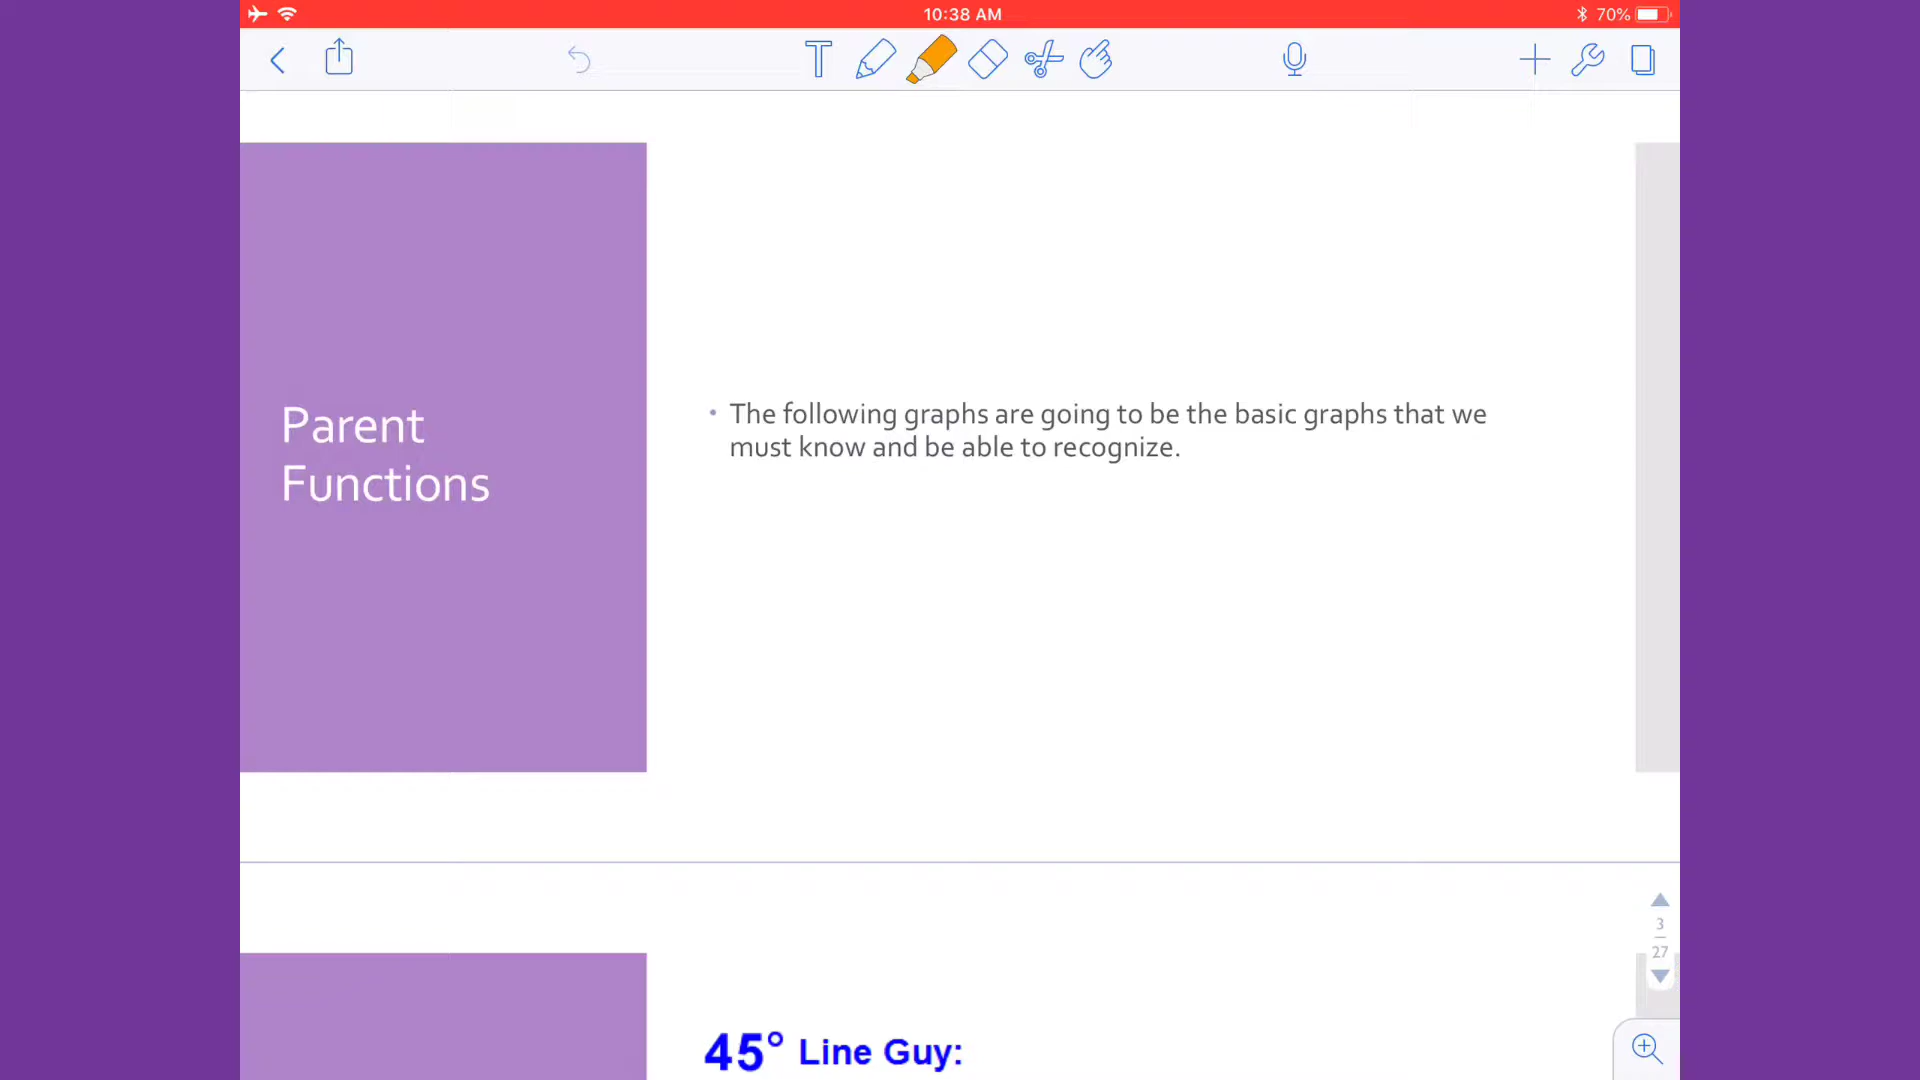 10:38 AM
70%
T
Parent
Functions
• The following graphs are going to be the basic graphs that we
must know and be able to recognize.
3
27
45° Line Guy: